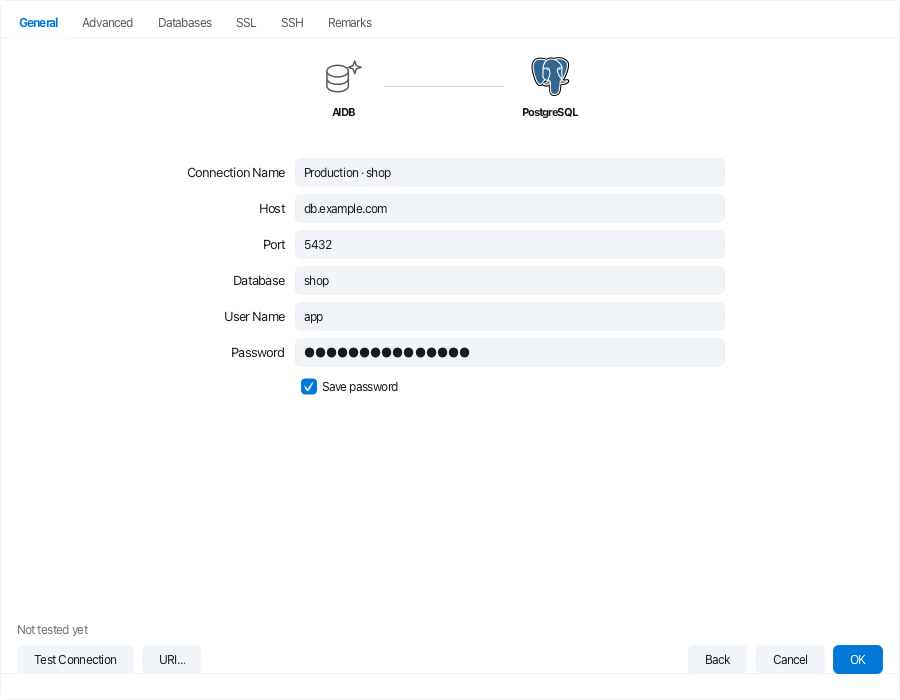 General Advanced Databases SSL SSH Remarks
AIDB PostgreSQL
Connection Name Production · shop
Host db.example.com
Port 5432
Database shop
User Name app
Password ●●●●●●●●●●●●●●●
Save password
Not tested yet
Test Connection URI... Back Cancel OK